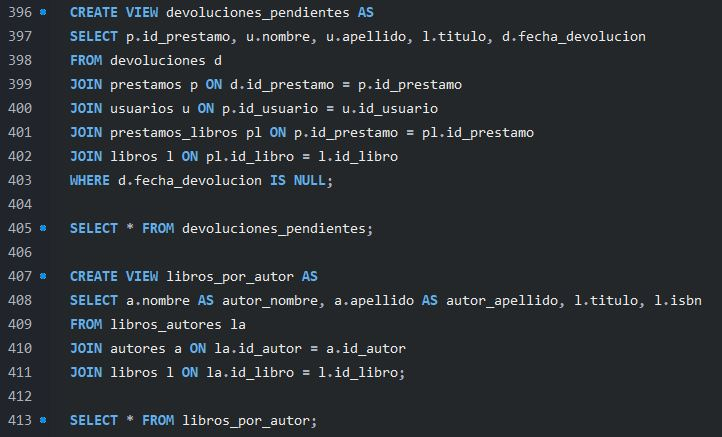 396 CREATE VIEW devoluciones_pendientes AS
397 SELECT p.id_prestamo, u.nombre, u.apellido, l.titulo, d.fecha_devolucion
398 FROM devoluciones d
399 JOIN prestamos p ON d.id_prestamo = p.id_prestamo
400 JOIN usuarios u ON p.id_usuario = u.id_usuario
401 JOIN prestamos_libros pl ON p.id_prestamo = pl.id_prestamo
402 JOIN libros l ON pl.id_libro = l.id_libro
403 WHERE d.fecha_devolucion IS NULL;
404
405 SELECT * FROM devoluciones_pendientes;
406
407 CREATE VIEW libros_por_autor AS
408 SELECT a.nombre AS autor_nombre, a.apellido AS autor_apellido, l.titulo, l.isbn
409 FROM libros_autores la
410 JOIN autores a ON la.id_autor = a.id_autor
411 JOIN libros l ON la.id_libro = l.id_libro;
412
413 SELECT * FROM libros_por_autor;